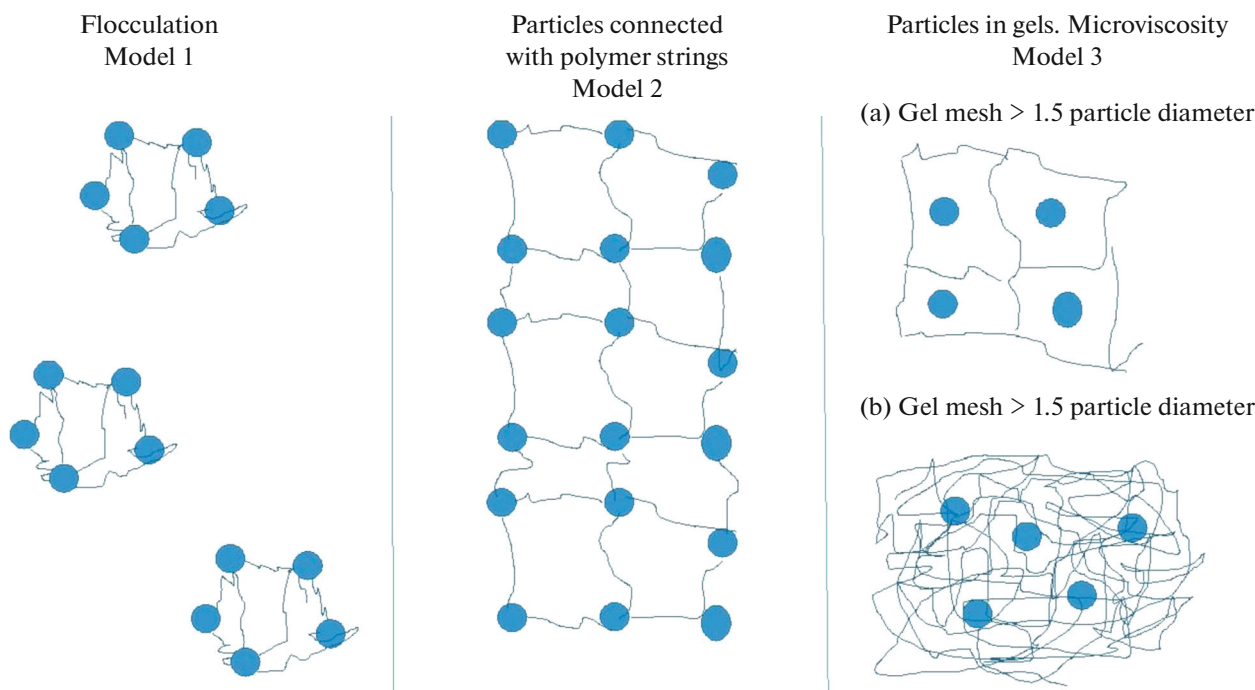 Flocculation
Model 1
Particles connected
with polymer strings
Model 2
Particles in gels. Microviscosity
Model 3
(a) Gel mesh > 1.5 particle diameter
(b) Gel mesh > 1.5 particle diameter